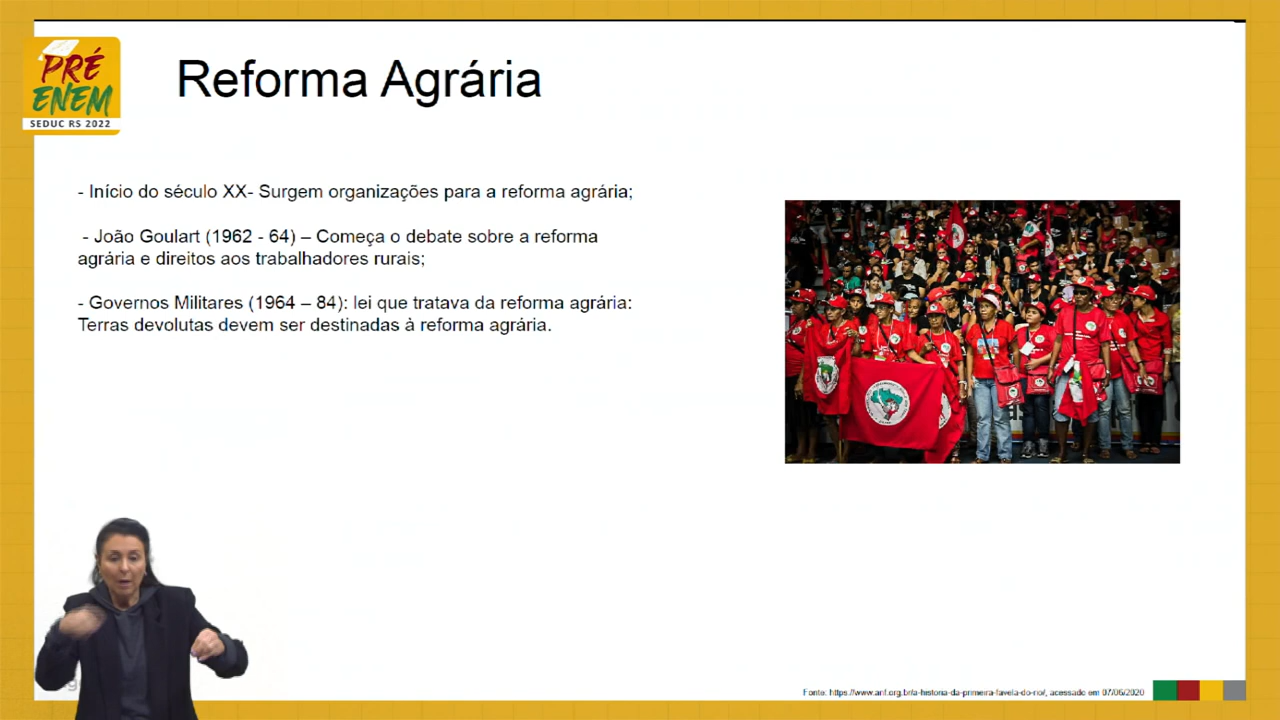 PRÉ
ENEM
SEDUC RS 2022
Reforma Agrária
- Início do século XX- Surgem organizações para a reforma agrária;
- João Goulart (1962 - 64) – Começa o debate sobre a reforma
agrária e direitos aos trabalhadores rurais;
- Governos Militares (1964 – 84): lei que tratava da reforma agrária:
Terras devolutas devem ser destinadas à reforma agrária.
Fonte: https://www.anf.org.br/a-historia-da-primeira-favela-do-rio/, acessado em 07/06/2020